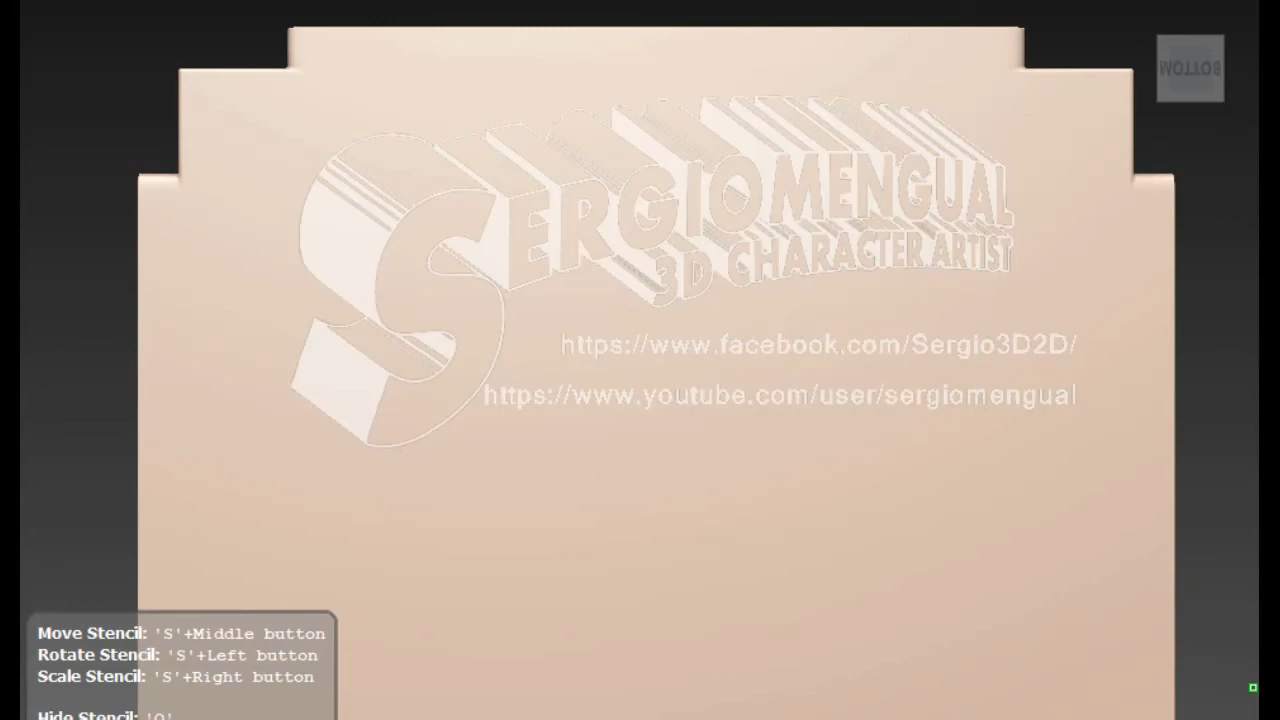 BOTTOM
SERGIOMENGUAL
3D CHARACTER ARTIST
https://www.facebook.com/Sergio3D2D/
https://www.youtube.com/user/sergiomengual
Move Stencil: 'S'+Middle button
Rotate Stencil: 'S'+Left button
Scale Stencil: 'S'+Right button
Hide Stencil: 'Q'